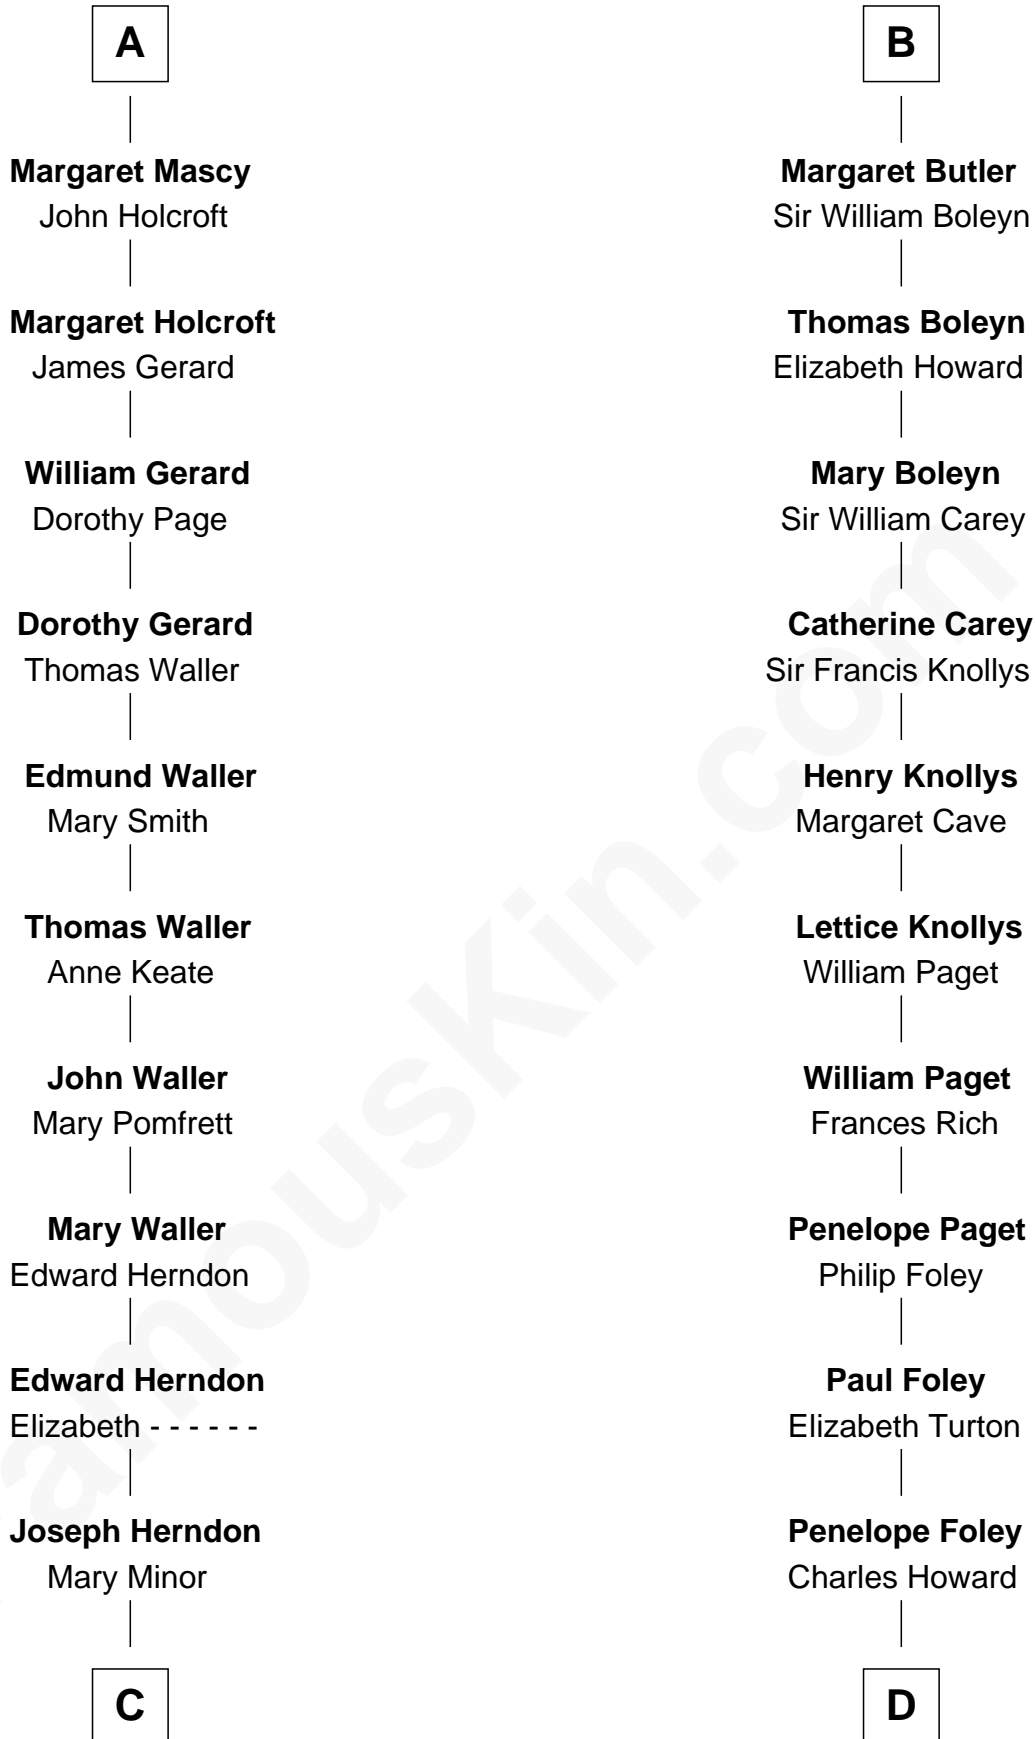 A
Margaret Mascy
John Holcroft
Margaret Holcroft
James Gerard
William Gerard
Dorothy Page
Dorothy Gerard
Thomas Waller
Edmund Waller
Mary Smith
Thomas Waller
Anne Keate
John Waller
Mary Pomfrett
Mary Waller
Edward Herndon
Edward Herndon
Elizabeth - - - - - -
Joseph Herndon
Mary Minor
C
B
Margaret Butler
Sir William Boleyn
Thomas Boleyn
Elizabeth Howard
Mary Boleyn
Sir William Carey
Catherine Carey
Sir Francis Knollys
Henry Knollys
Margaret Cave
Lettice Knollys
William Paget
William Paget
Frances Rich
Penelope Paget
Philip Foley
Paul Foley
Elizabeth Turton
Penelope Foley
Charles Howard
D
amouskin.com